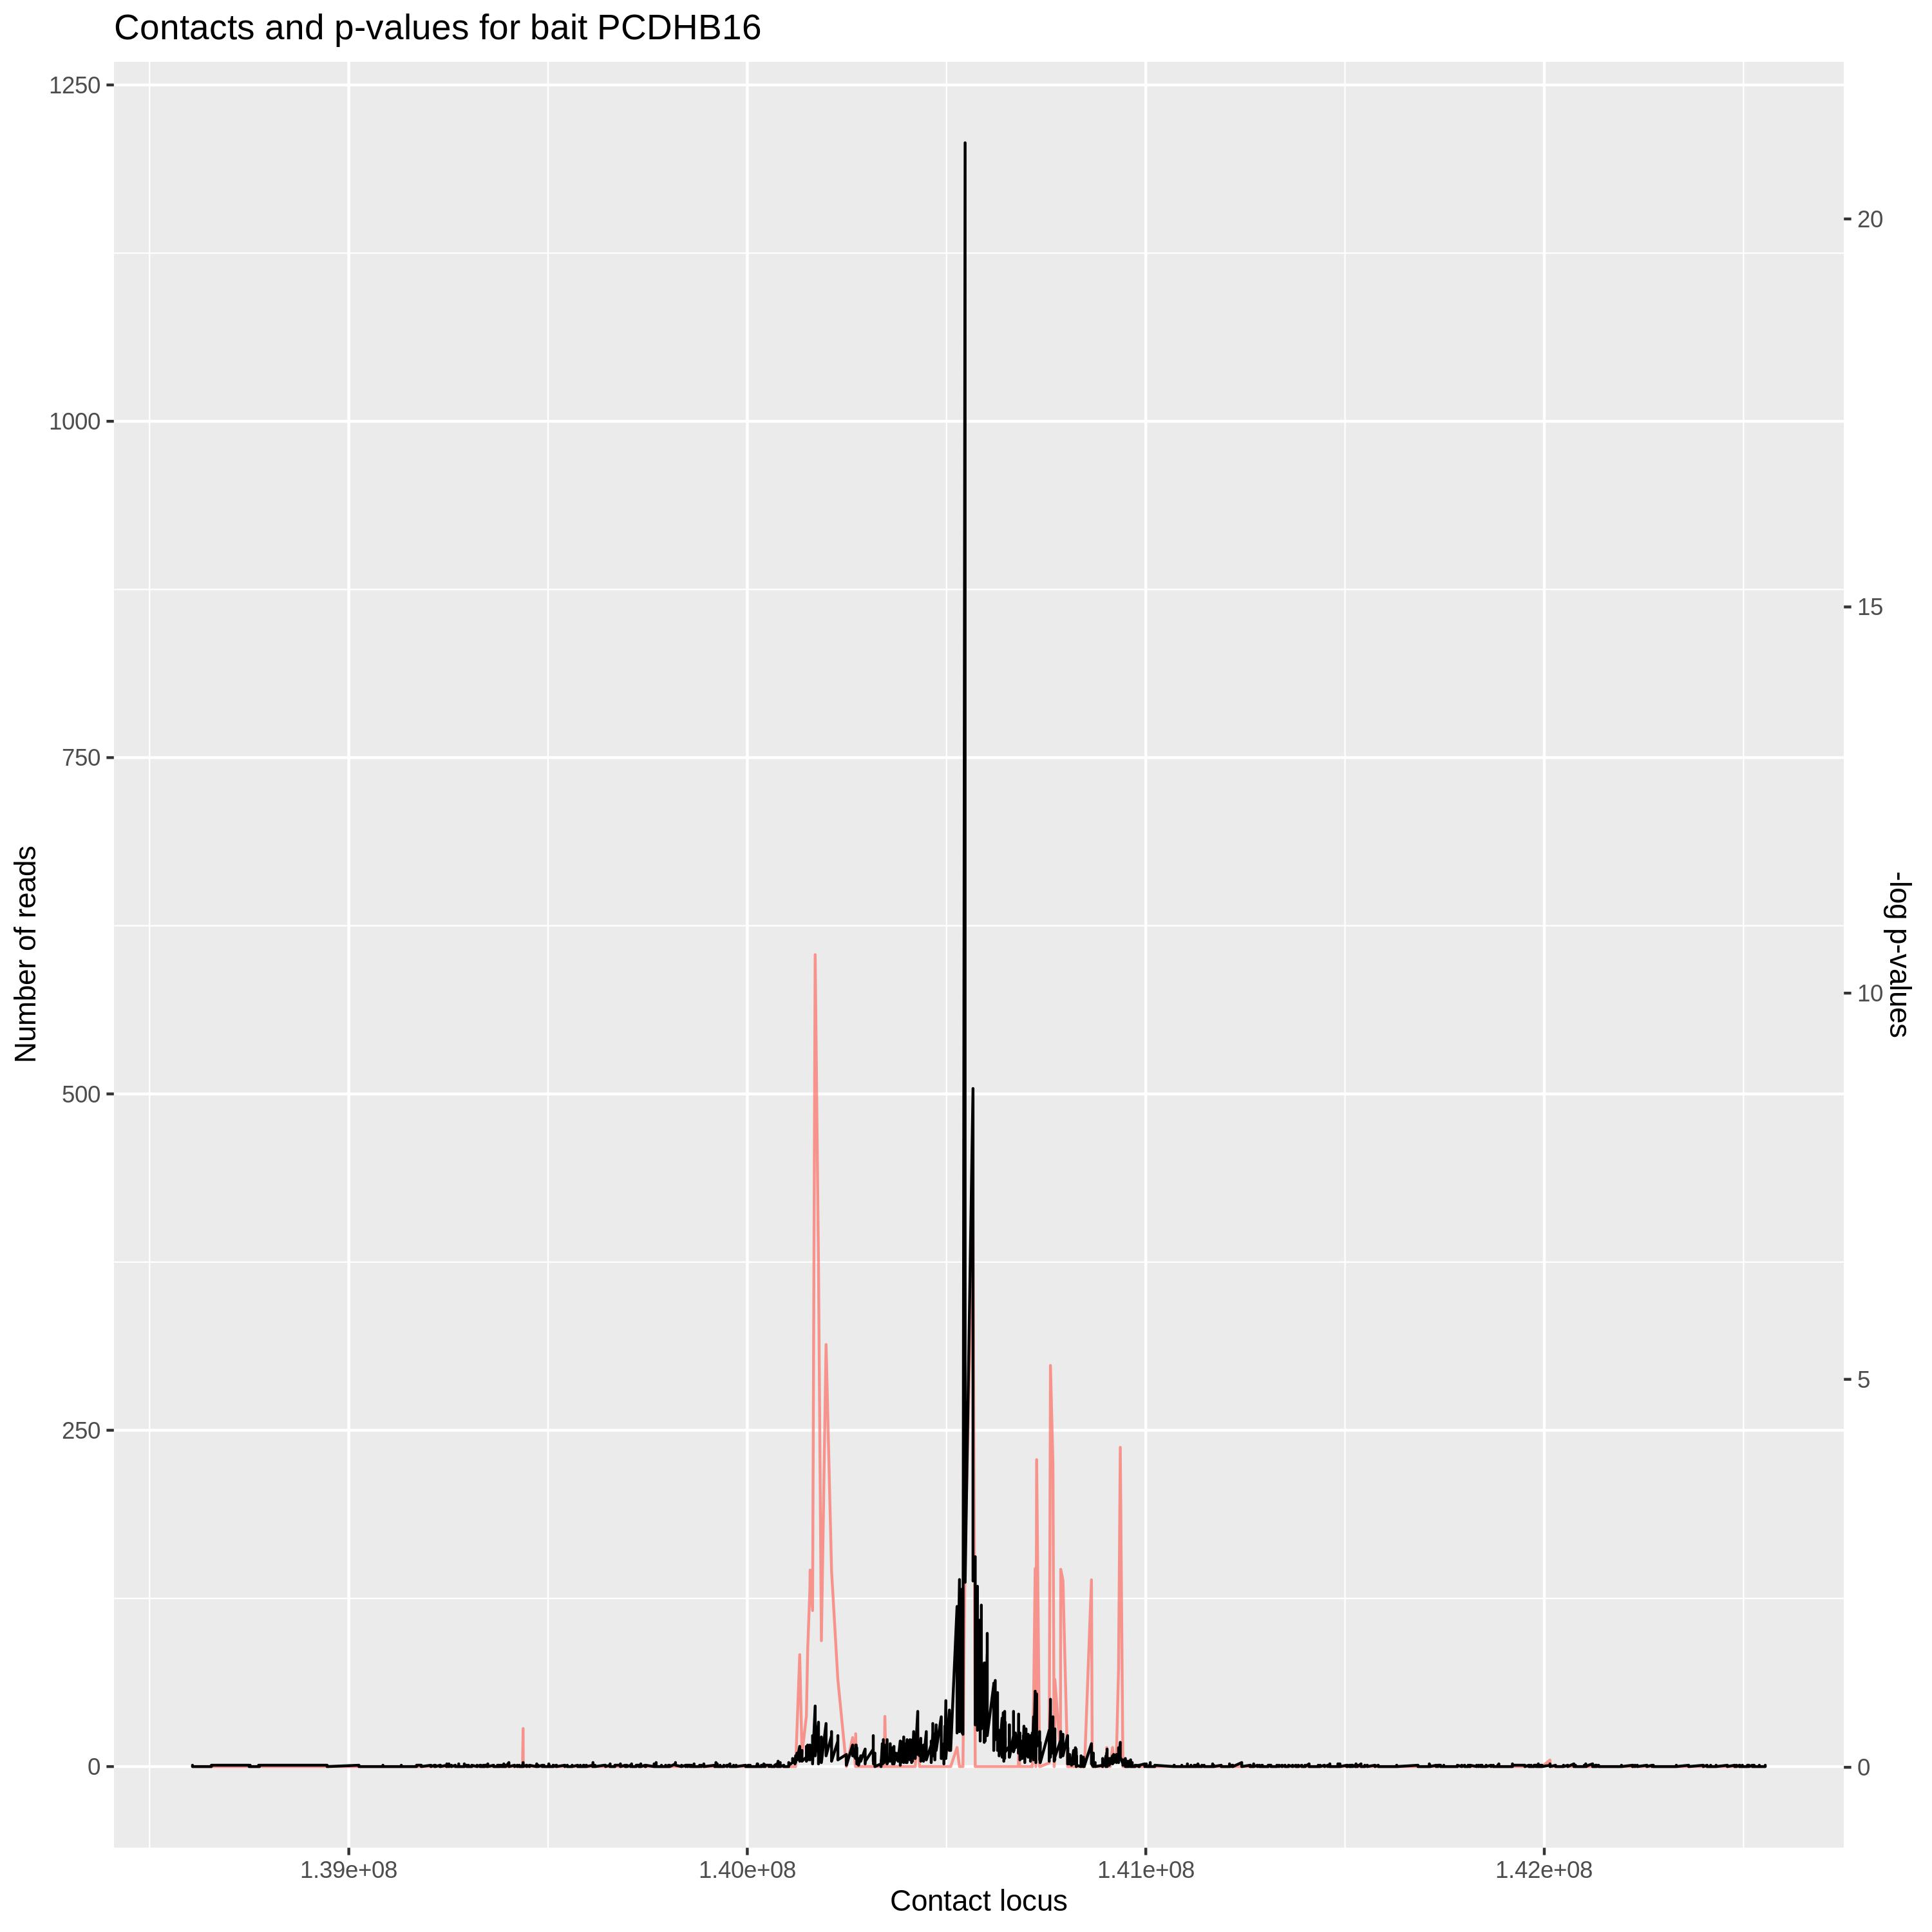 Contacts and p-values for bait PCDHB16
1250
1000
750
500
250
0
Number of reads
20
15
10
5
0
-log p-values
1.39e+08
1.40e+08
1.41e+08
1.42e+08
Contact locus